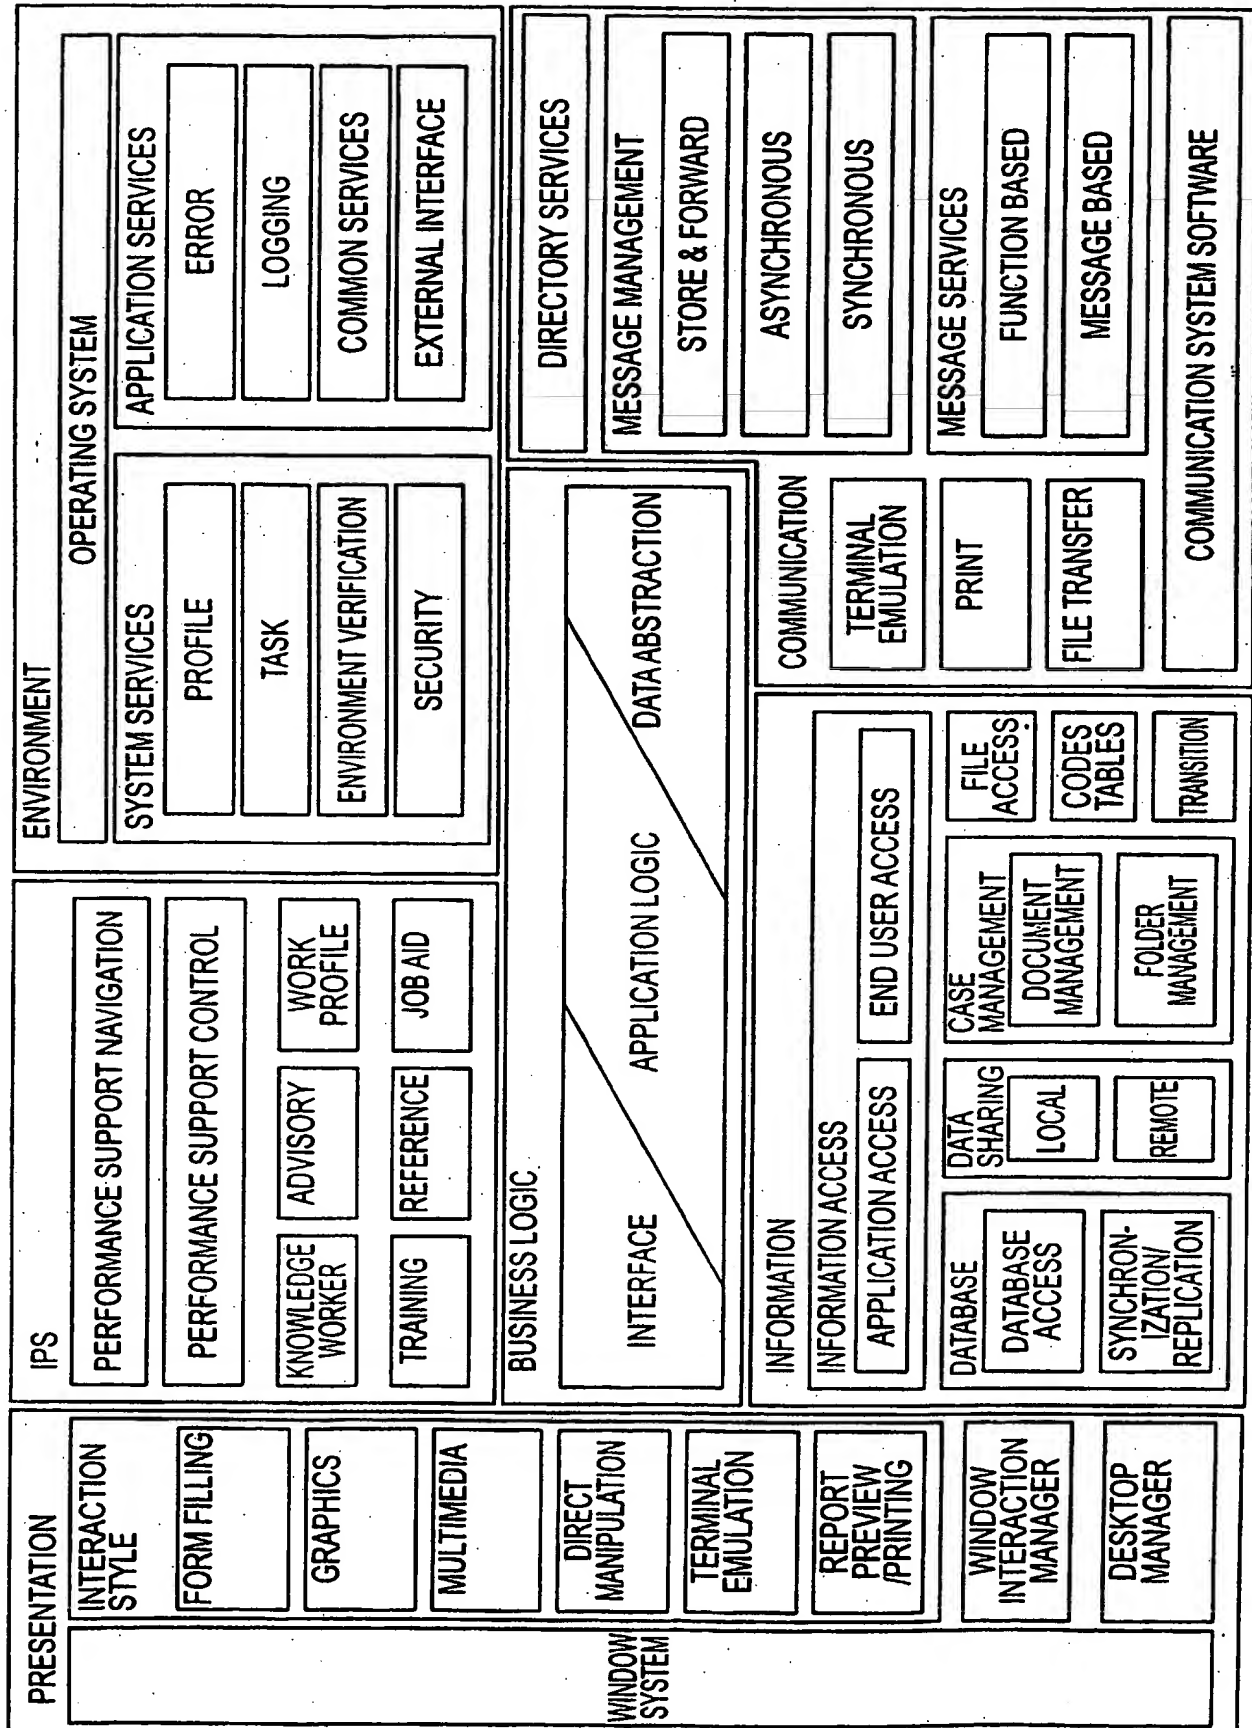 PRESENTATION
WINDOW
SYSTEM
INTERACTION
STYLE
FORM FILLING
GRAPHICS
MULTIMEDIA
DIRECT
MANIPULATION
TERMINAL
EMULATION
REPORT
PREVIEW
/PRINTING
WINDOW
INTERACTION
MANAGER
DESKTOP
MANAGER
IPS
PERFORMANCE SUPPORT NAVIGATION
PERFORMANCE SUPPORT CONTROL
KNOWLEDGE
WORKER
ADVISORY
WORK
PROFILE
TRAINING
REFERENCE
JOB AID
ENVIRONMENT
OPERATING SYSTEM
SYSTEM SERVICES
PROFILE
TASK
ENVIRONMENT VERIFICATION
SECURITY
APPLICATION SERVICES
ERROR
LOGGING
COMMON SERVICES
EXTERNAL INTERFACE
BUSINESS LOGIC
INTERFACE
APPLICATION LOGIC
DATA ABSTRACTION
INFORMATION
INFORMATION ACCESS
APPLICATION ACCESS
END USER ACCESS
DATABASE
DATABASE
ACCESS
SYNCHRON-
IZATION/
REPLICATION
DATA
SHARING
LOCAL
REMOTE
CASE
MANAGEMENT
DOCUMENT
MANAGEMENT
FOLDER
MANAGEMENT
FILE
ACCESS
CODES
TABLES
TRANSITION
COMMUNICATION
TERMINAL
EMULATION
PRINT
FILE TRANSFER
DIRECTORY SERVICES
MESSAGE MANAGEMENT
STORE & FORWARD
ASYNCHRONOUS
SYNCHRONOUS
MESSAGE SERVICES
FUNCTION BASED
MESSAGE BASED
COMMUNICATION SYSTEM SOFTWARE